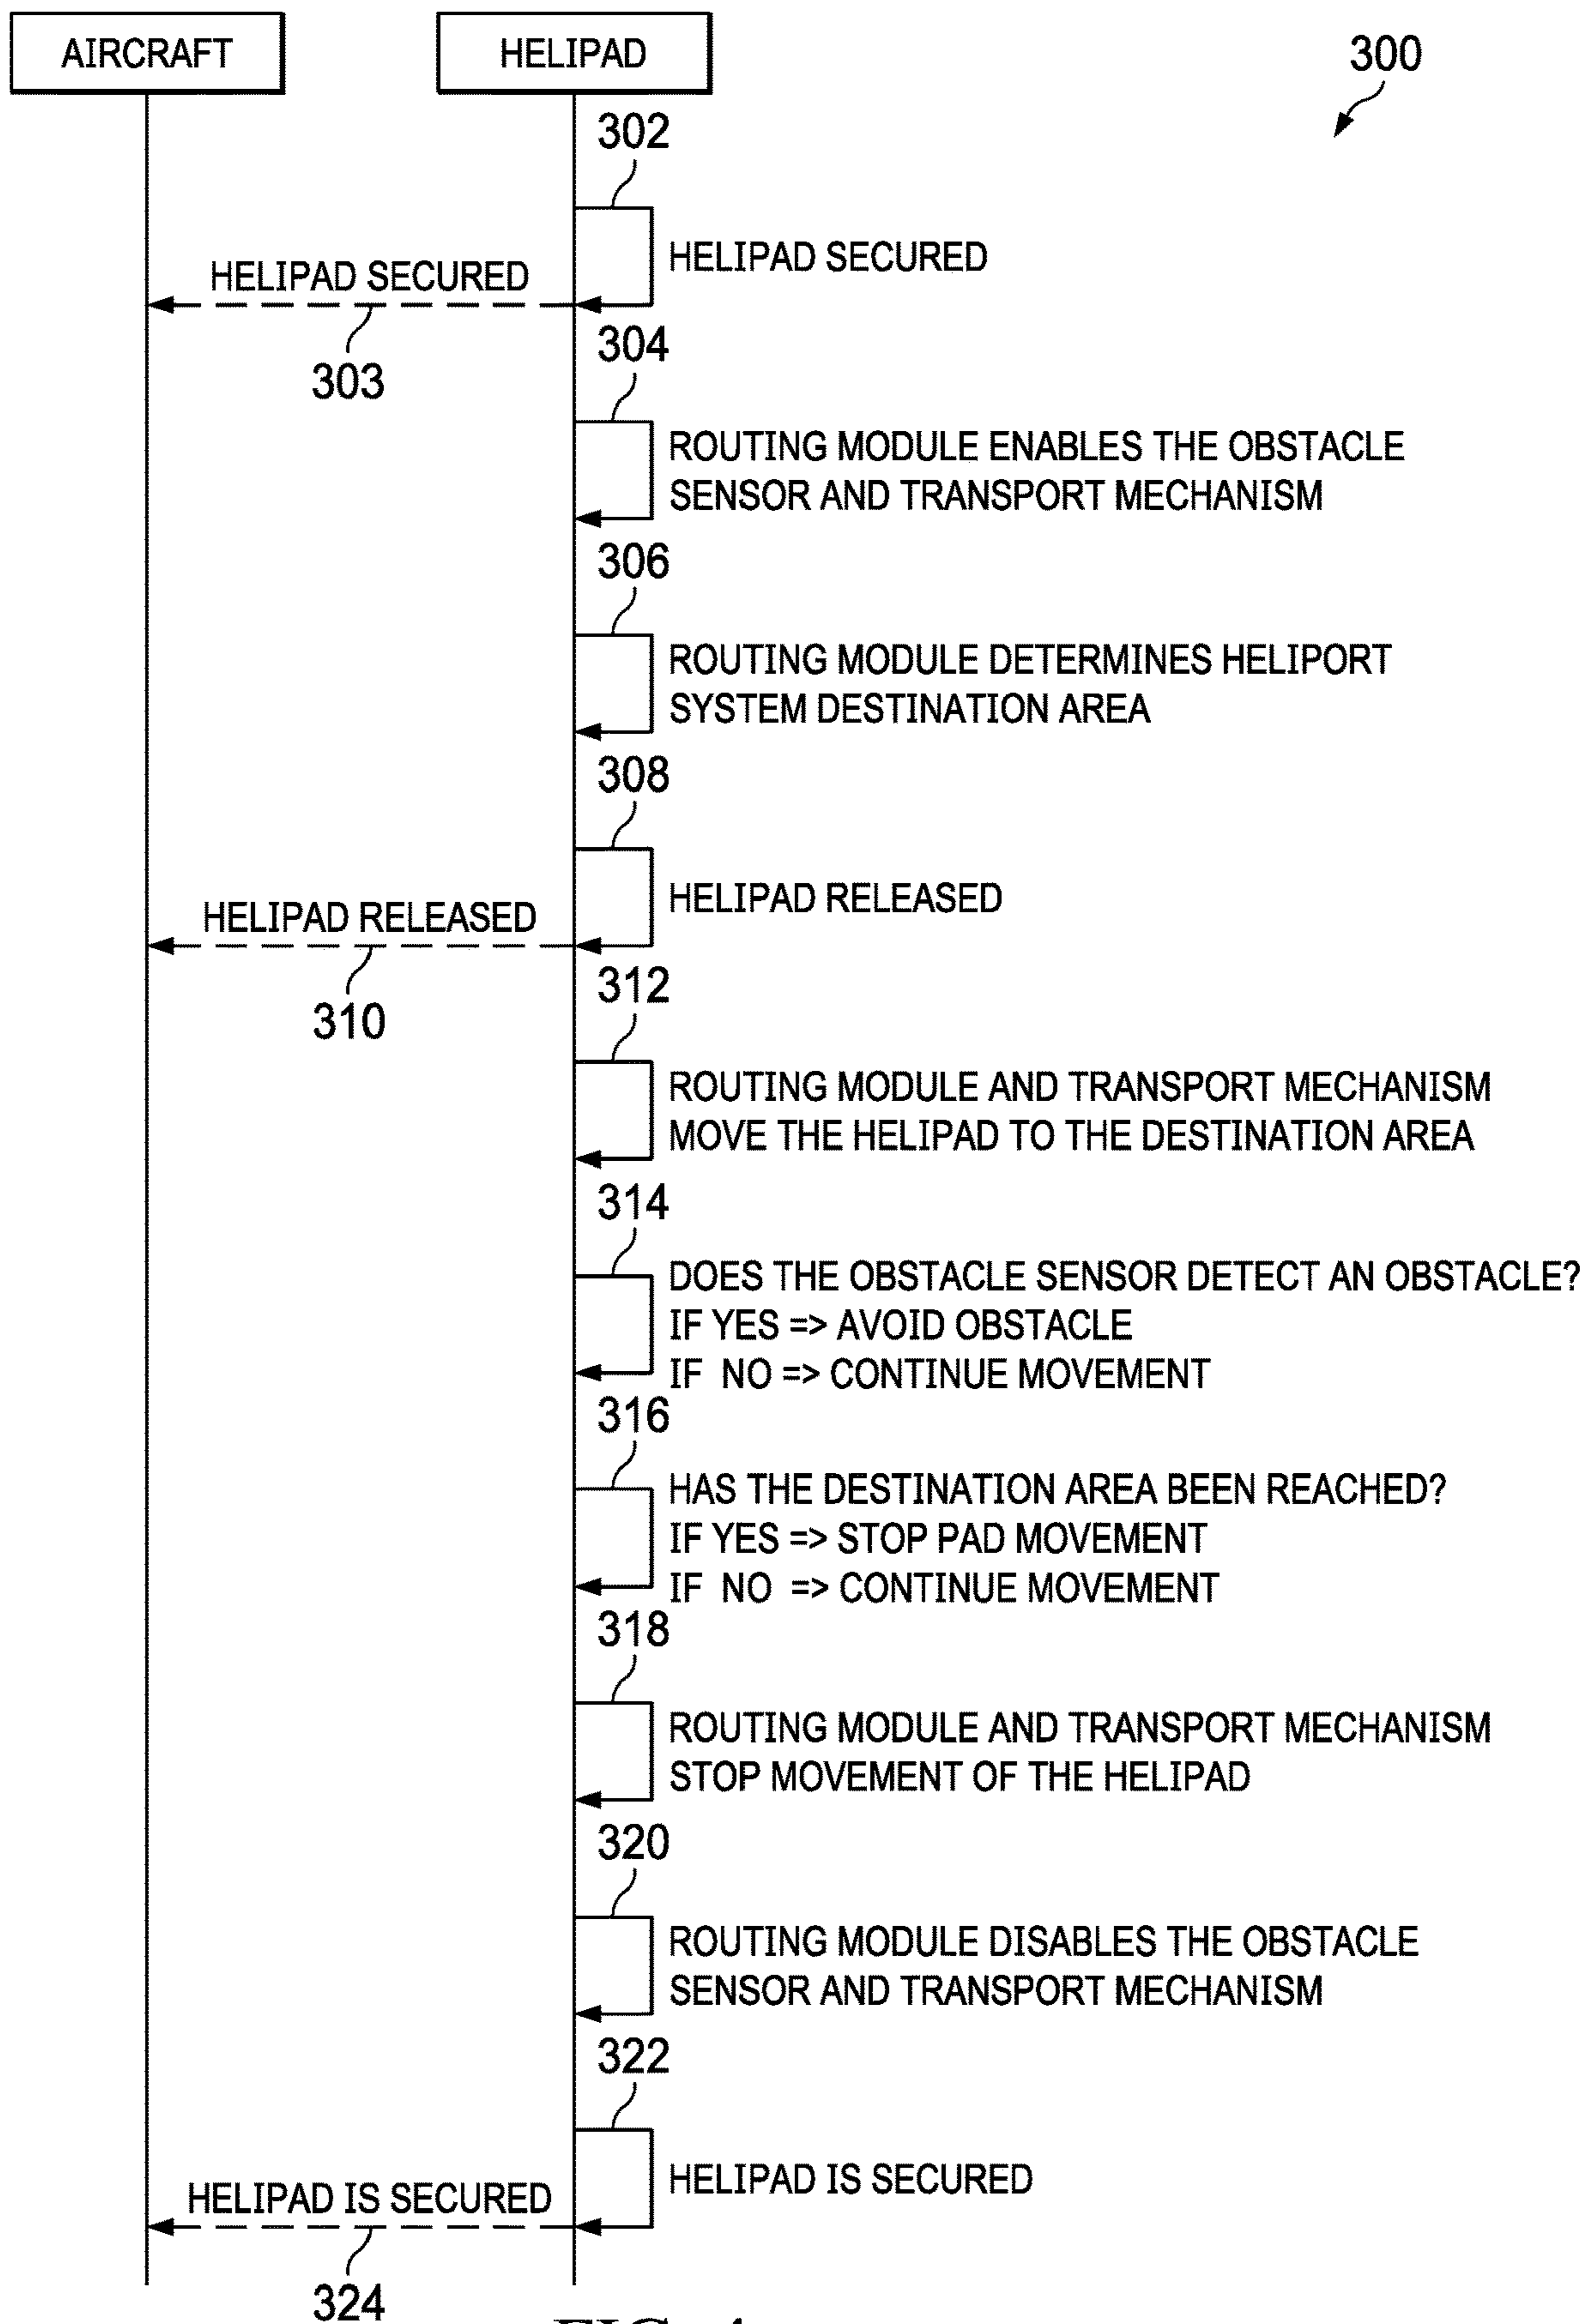 AIRCRAFT
HELIPAD
300
302
HELIPAD SECURED
HELIPAD SECURED
303
304
ROUTING MODULE ENABLES THE OBSTACLE
SENSOR AND TRANSPORT MECHANISM
306
ROUTING MODULE DETERMINES HELIPORT
SYSTEM DESTINATION AREA
308
HELIPAD RELEASED
HELIPAD RELEASED
310
312
ROUTING MODULE AND TRANSPORT MECHANISM
MOVE THE HELIPAD TO THE DESTINATION AREA
314
DOES THE OBSTACLE SENSOR DETECT AN OBSTACLE?
IF YES => AVOID OBSTACLE
IF NO => CONTINUE MOVEMENT
316
HAS THE DESTINATION AREA BEEN REACHED?
IF YES => STOP PAD MOVEMENT
IF NO => CONTINUE MOVEMENT
318
ROUTING MODULE AND TRANSPORT MECHANISM
STOP MOVEMENT OF THE HELIPAD
320
ROUTING MODULE DISABLES THE OBSTACLE
SENSOR AND TRANSPORT MECHANISM
322
HELIPAD IS SECURED
HELIPAD IS SECURED
324